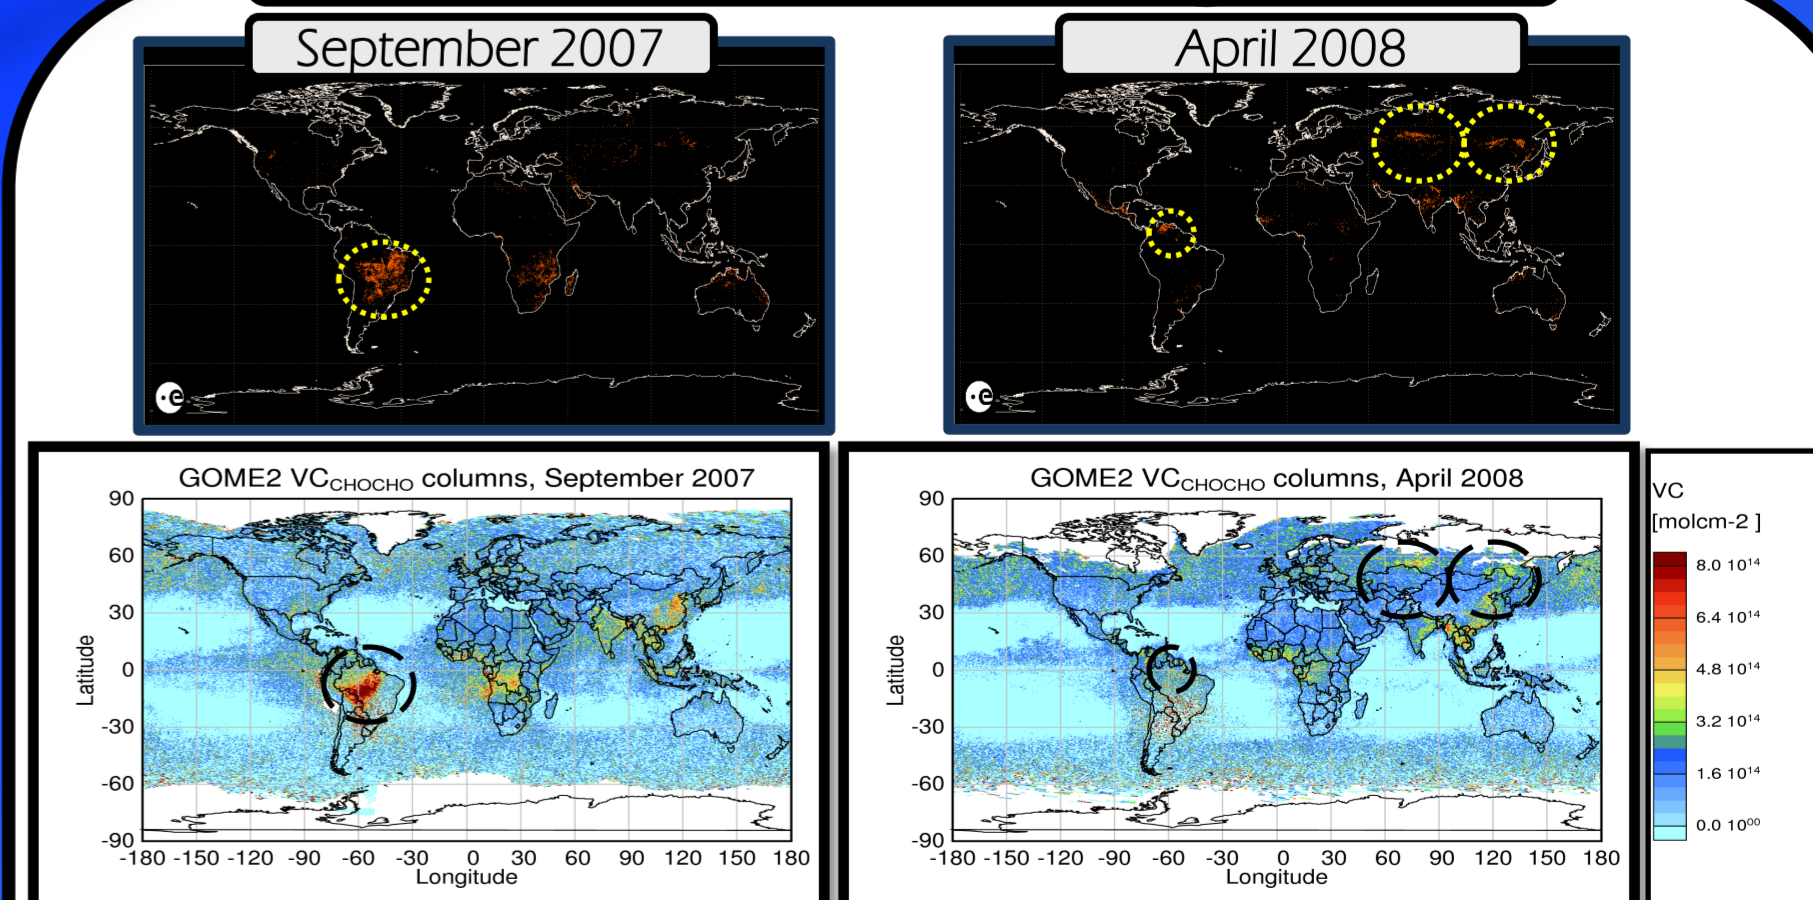 September 2007
April 2008
e
e
GOME2 VCCHOCHO columns, September 2007
90
60
30
0
-30
-60
-90
Latitude
-180 -150 -120 -90 -60 -30 0 30 60 90 120 150 180
Longitude
GOME2 VCCHOCHO columns, April 2008
90
60
30
0
-30
-60
-90
Latitude
-180 -150 -120 -90 -60 -30 0 30 60 90 120 150 180
Longitude
VC
[molcm-2 ]
8.0 10¹⁴
6.4 10¹⁴
4.8 10¹⁴
3.2 10¹⁴
1.6 10¹⁴
0.0 10⁰⁰